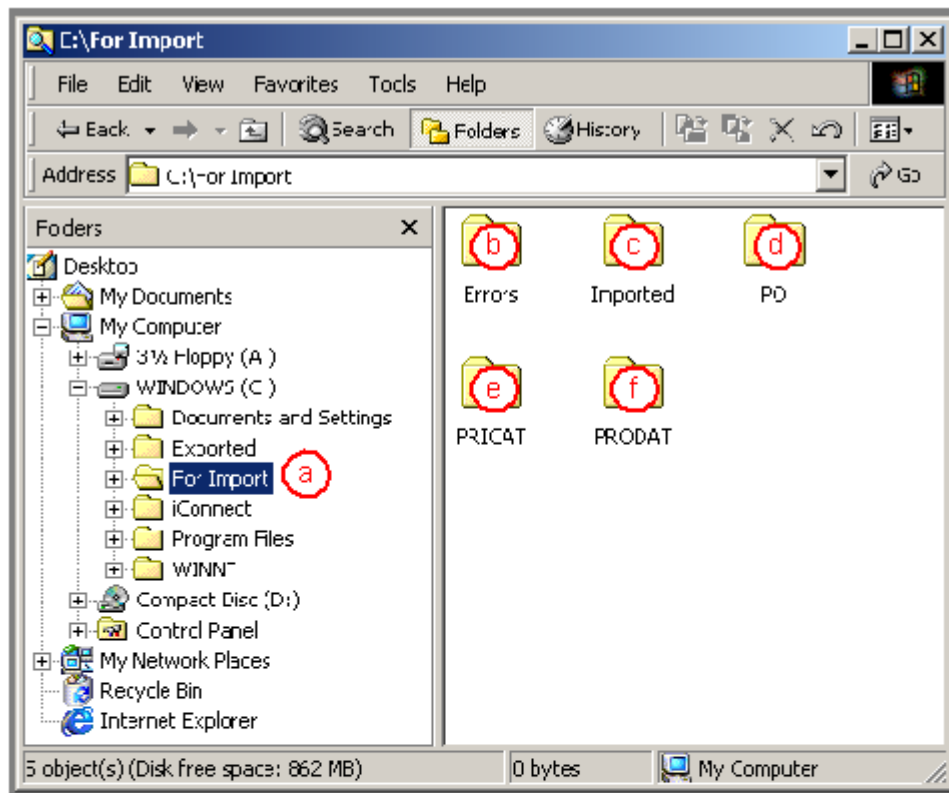 C:\For Import
File Edit View Favorites Tools Help
Back Search Folders History
Address C:\For Import Go
Foders
Desktop
My Documents
My Computer
3½ Floppy (A )
WINDOWS (C )
Documents and Settings
Exported
For Import a
iConnect
Program Files
WINNT
Compact Disc (D:)
Control Panel
My Network Places
Recycle Bin
Internet Explorer
b c d
Errors Imported PO
e f
PRICAT PRODAT
5 object(s) (Disk free space: 862 MB) 0 bytes My Computer